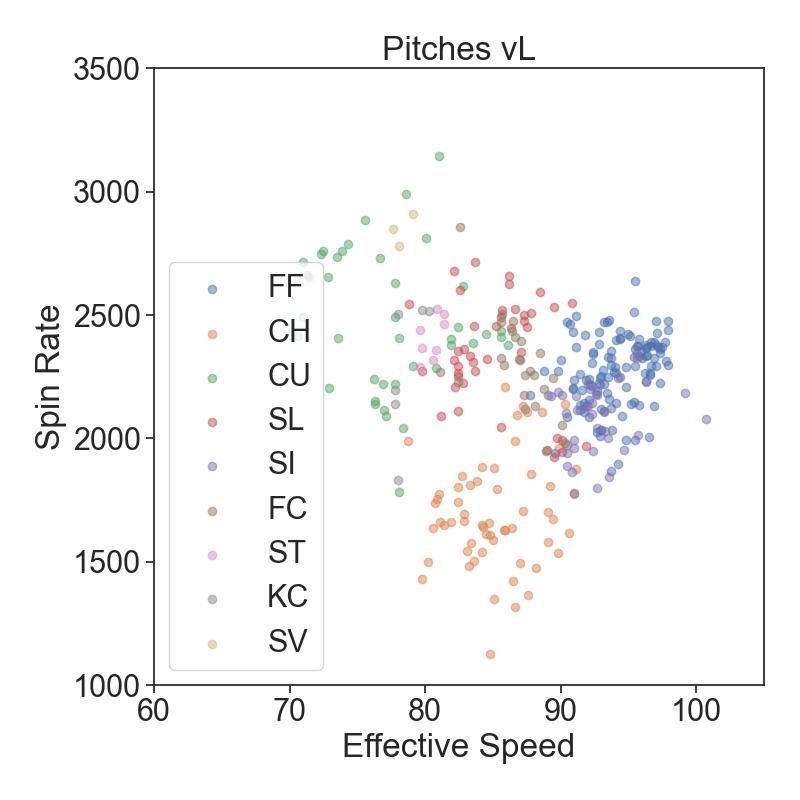 Pitches vL
3500
3000
2500
2000
1500
1000
Spin Rate
FF
CH
CU
SL
SI
FC
ST
KC
SV
60 70 80 90 100
Effective Speed